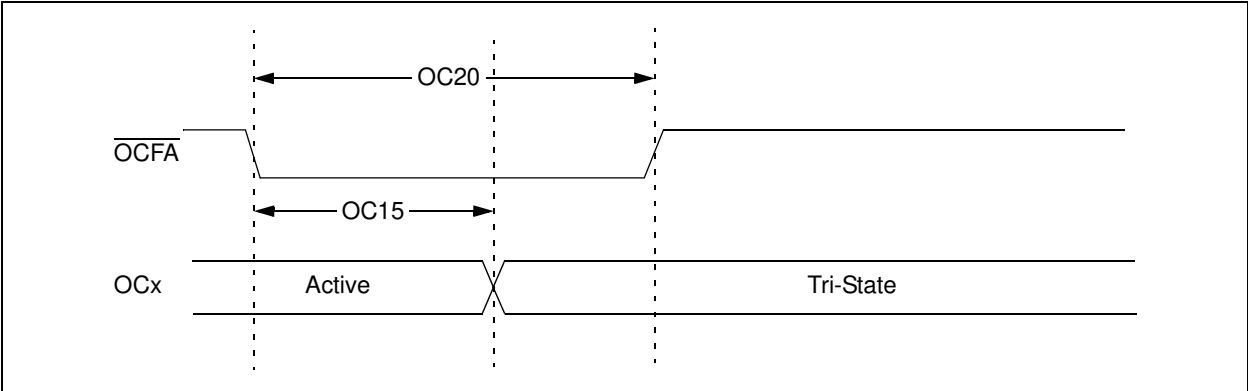 OC20
OCFA
OC15
OCx
Active
Tri-State